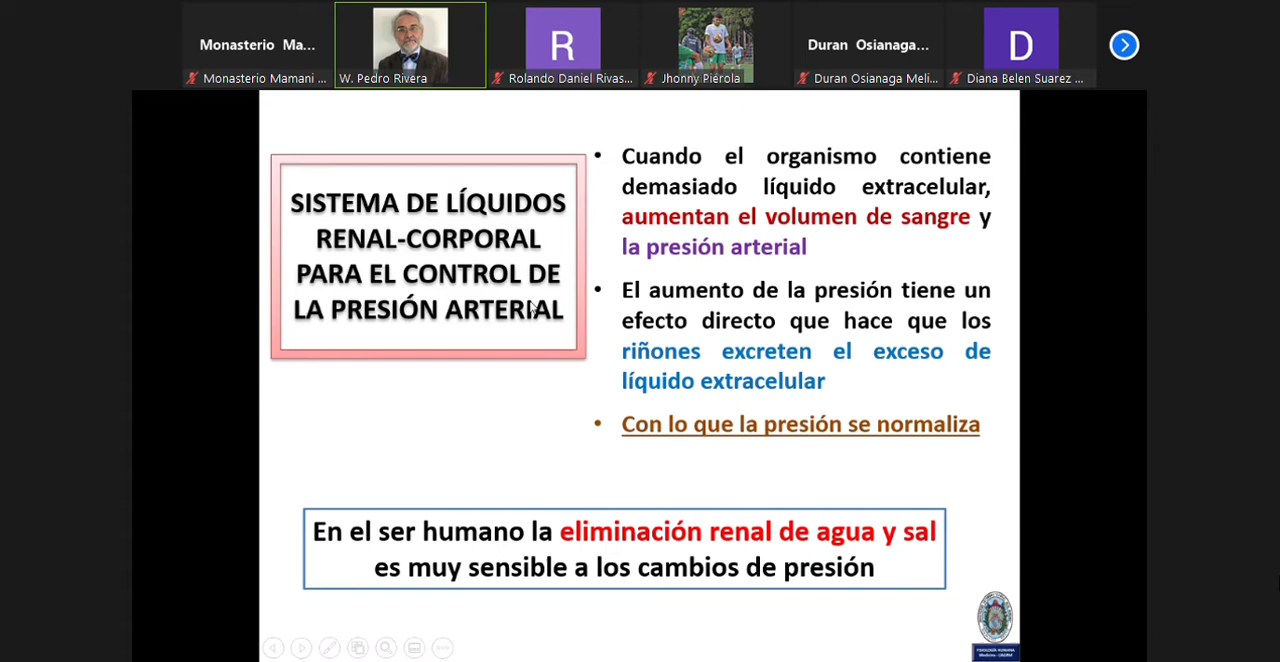 Monasterio Ma...
Monasterio Mamani ...
W. Pedro Rivera
R
Rolando Daniel Rivas...
Jhonny Piérola
Duran Osianaga...
Duran Osianaga Meli...
D
Diana Belen Suarez ...
SISTEMA DE LÍQUIDOS
RENAL-CORPORAL
PARA EL CONTROL DE
LA PRESIÓN ARTERIAL
• Cuando el organismo contiene
demasiado líquido extracelular,
aumentan el volumen de sangre y
la presión arterial
• El aumento de la presión tiene un
efecto directo que hace que los
riñones excreten el exceso de
líquido extracelular
• Con lo que la presión se normaliza
En el ser humano la eliminación renal de agua y sal
es muy sensible a los cambios de presión